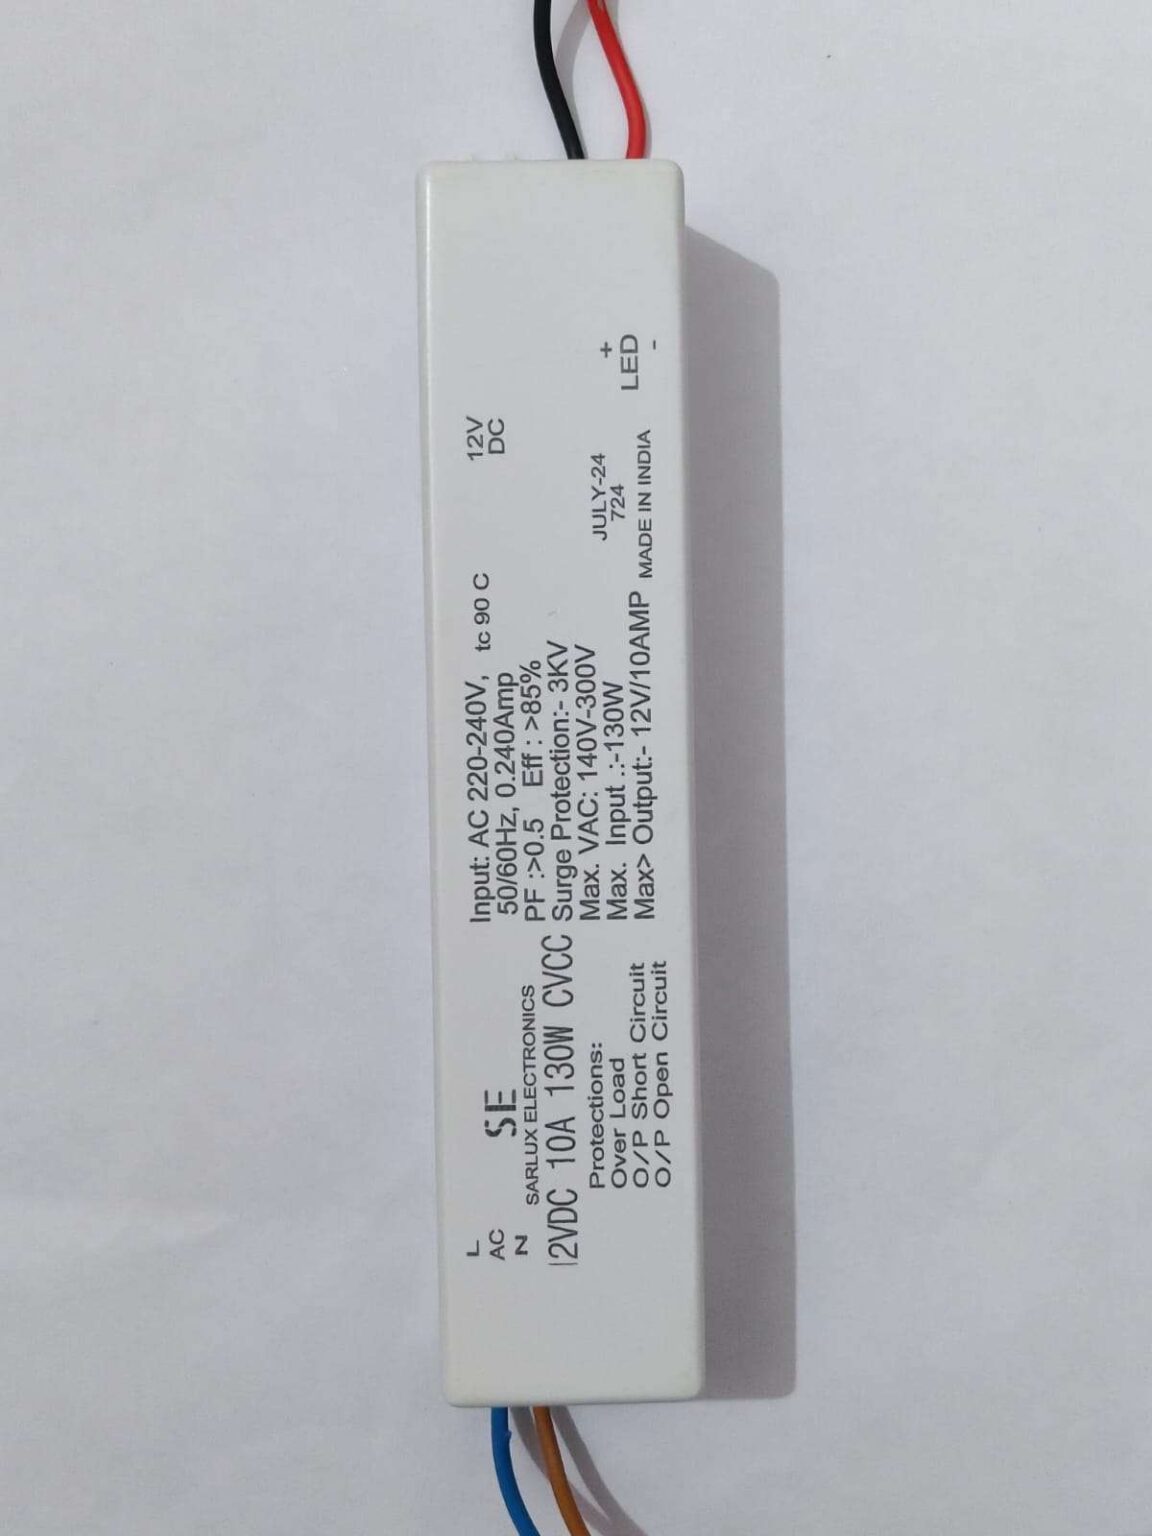 L
AC
N
SE
SARLUX ELECTRONICS
12VDC 10A 130W CVCC
Protections:
Over Load
O/P Short Circuit
O/P Open Circuit
Input: AC 220-240V,
50/60Hz, 0.240Amp
PF :>0.5 Eff : >85%
Surge Protection:- 3KV
Max. VAC: 140V-300V
Max. Input .:-130W
Max> Output:- 12V/10AMP
tc 90 C
12V
DC
JULY-24
724
MADE IN INDIA
+
LED
-